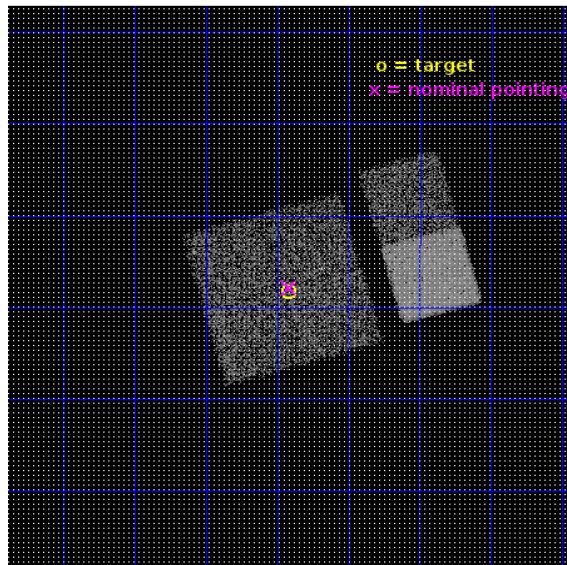 o = target
x = nominal pointing